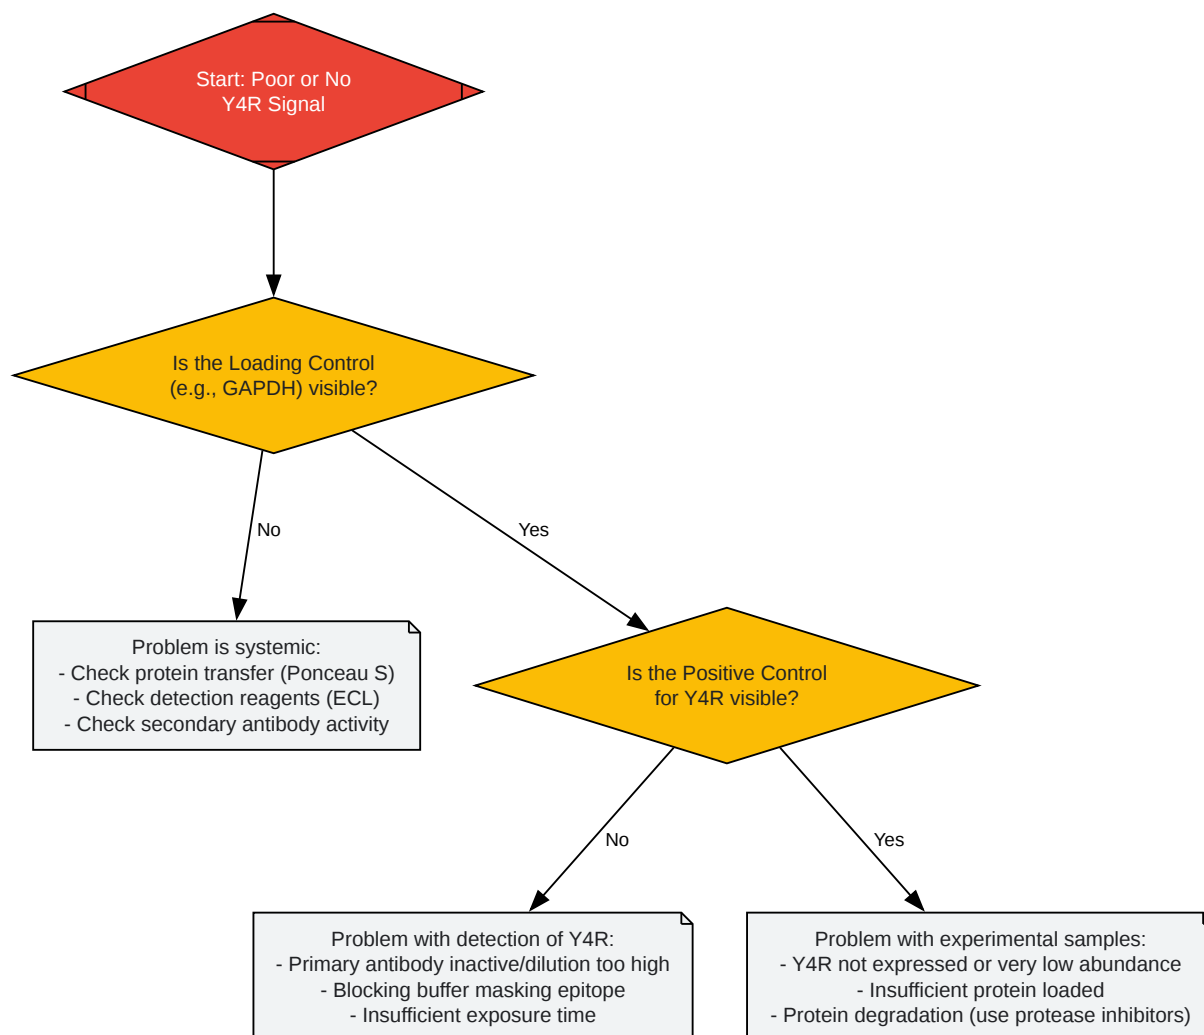 Start: Poor or No
Y4R Signal
Is the Loading Control
(e.g., GAPDH) visible?
No
Yes
Problem is systemic:
- Check protein transfer (Ponceau S)
- Check detection reagents (ECL)
- Check secondary antibody activity
Is the Positive Control
for Y4R visible?
No
Yes
Problem with detection of Y4R:
- Primary antibody inactive/dilution too high
- Blocking buffer masking epitope
- Insufficient exposure time
Problem with experimental samples:
- Y4R not expressed or very low abundance
- Insufficient protein loaded
- Protein degradation (use protease inhibitors)